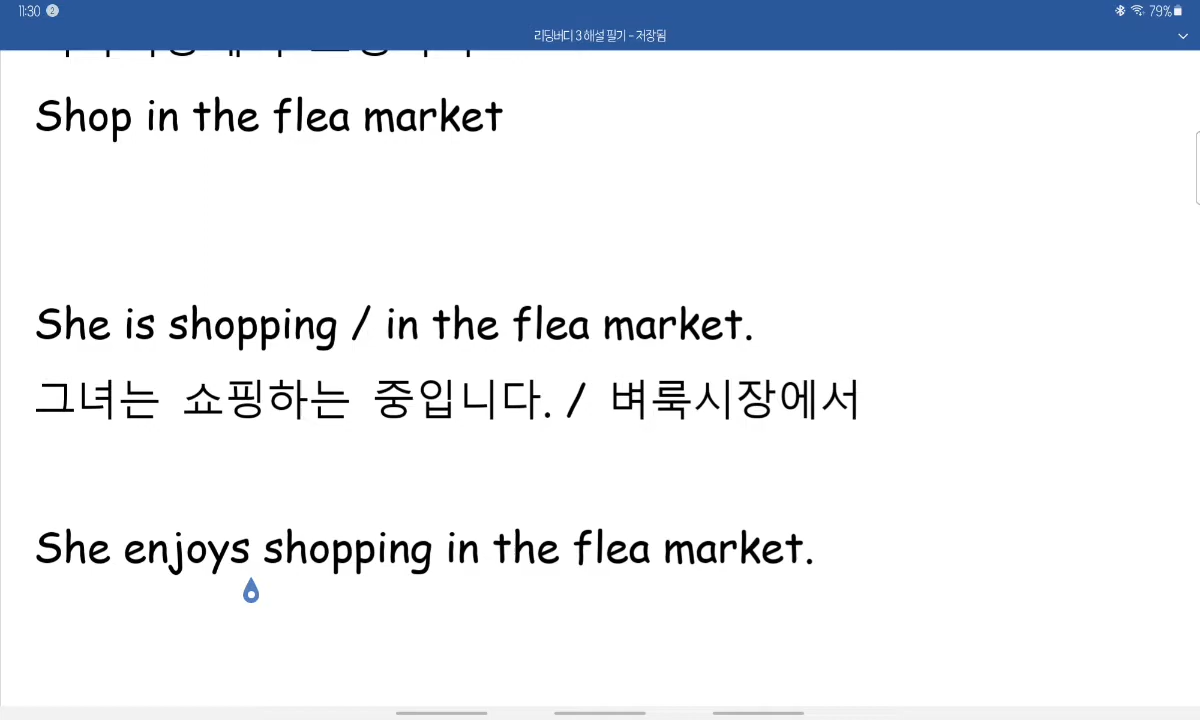 11:30 2 79%
리딩버디 3 해설 필기 - 저장됨
Shop in the flea market
She is shopping / in the flea market.
그녀는 쇼핑하는 중입니다. / 벼룩시장에서
She enjoys shopping in the flea market.